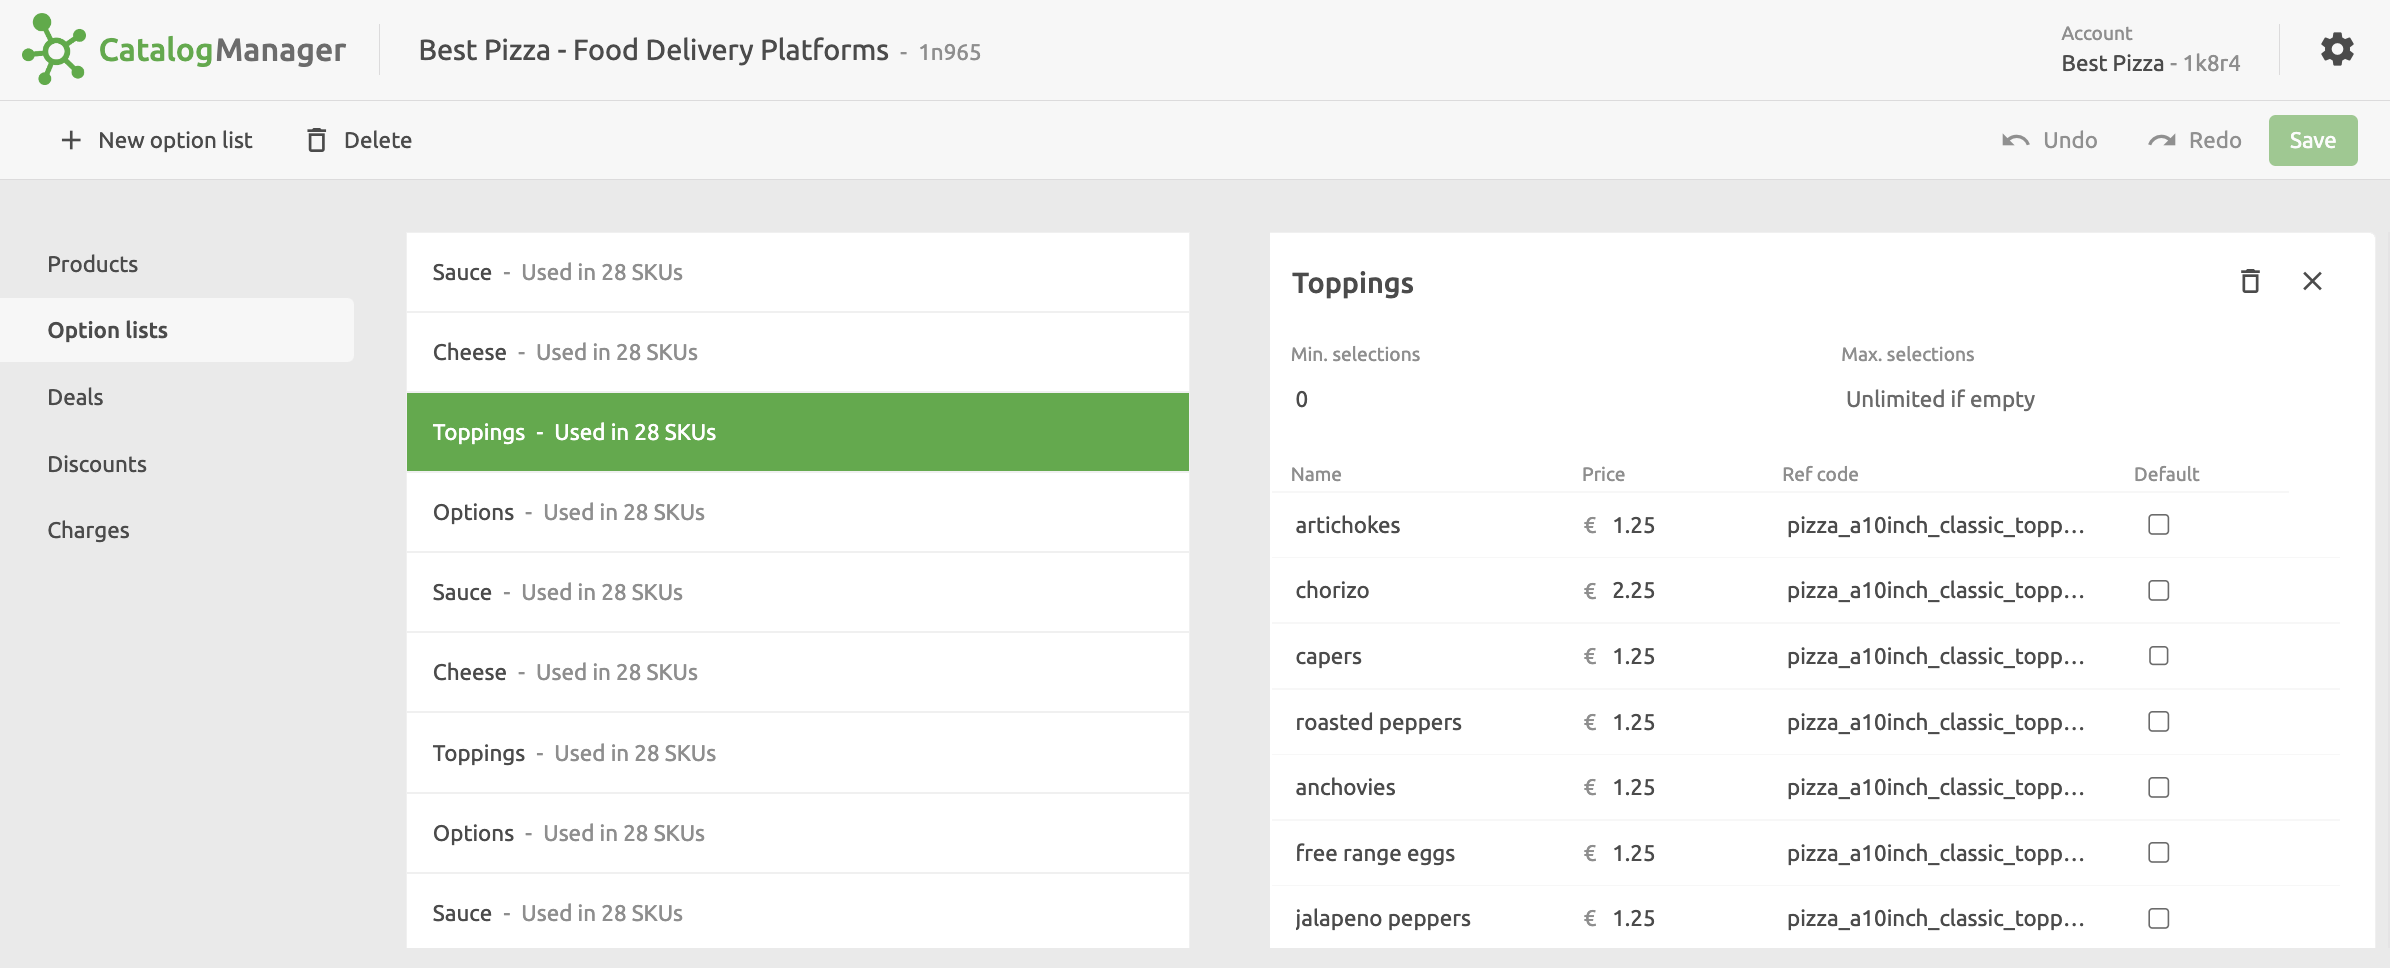 CatalogManager
Best Pizza - Food Delivery Platforms - 1n965
Account
Best Pizza - 1k8r4
New option list
Delete
Undo
Redo
Save
Products
Option lists
Deals
Discounts
Charges
Sauce - Used in 28 SKUs
Cheese - Used in 28 SKUs
Toppings - Used in 28 SKUs
Options - Used in 28 SKUs
Sauce - Used in 28 SKUs
Cheese - Used in 28 SKUs
Toppings - Used in 28 SKUs
Options - Used in 28 SKUs
Sauce - Used in 28 SKUs
Toppings
Min. selections Max. selections
0 Unlimited if empty
Name Price Ref code Default
artichokes € 1.25 pizza_a10inch_classic_topp...
chorizo € 2.25 pizza_a10inch_classic_topp...
capers € 1.25 pizza_a10inch_classic_topp...
roasted peppers € 1.25 pizza_a10inch_classic_topp...
anchovies € 1.25 pizza_a10inch_classic_topp...
free range eggs € 1.25 pizza_a10inch_classic_topp...
jalapeno peppers € 1.25 pizza_a10inch_classic_topp...